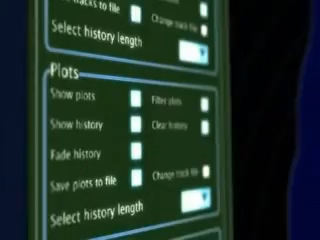 tracks to file Change track file
Select history length
Plots
Show plots Filter plots
Show history Clear history
Fade history
Save plots to file Change track file
Select history length